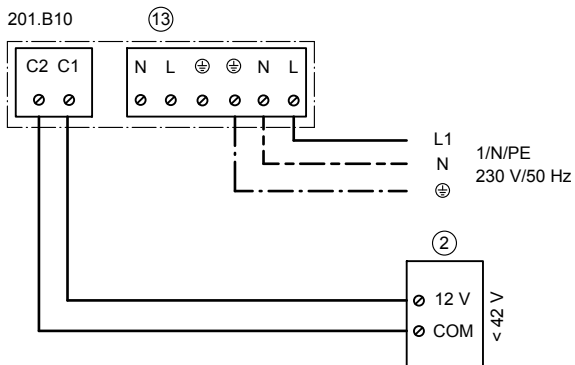 201.B10
13
C2 C1
N L ⏚ ⏚ N L
L1
N
⏚
1/N/PE
230 V/50 Hz
2
12 V
COM
< 42 V